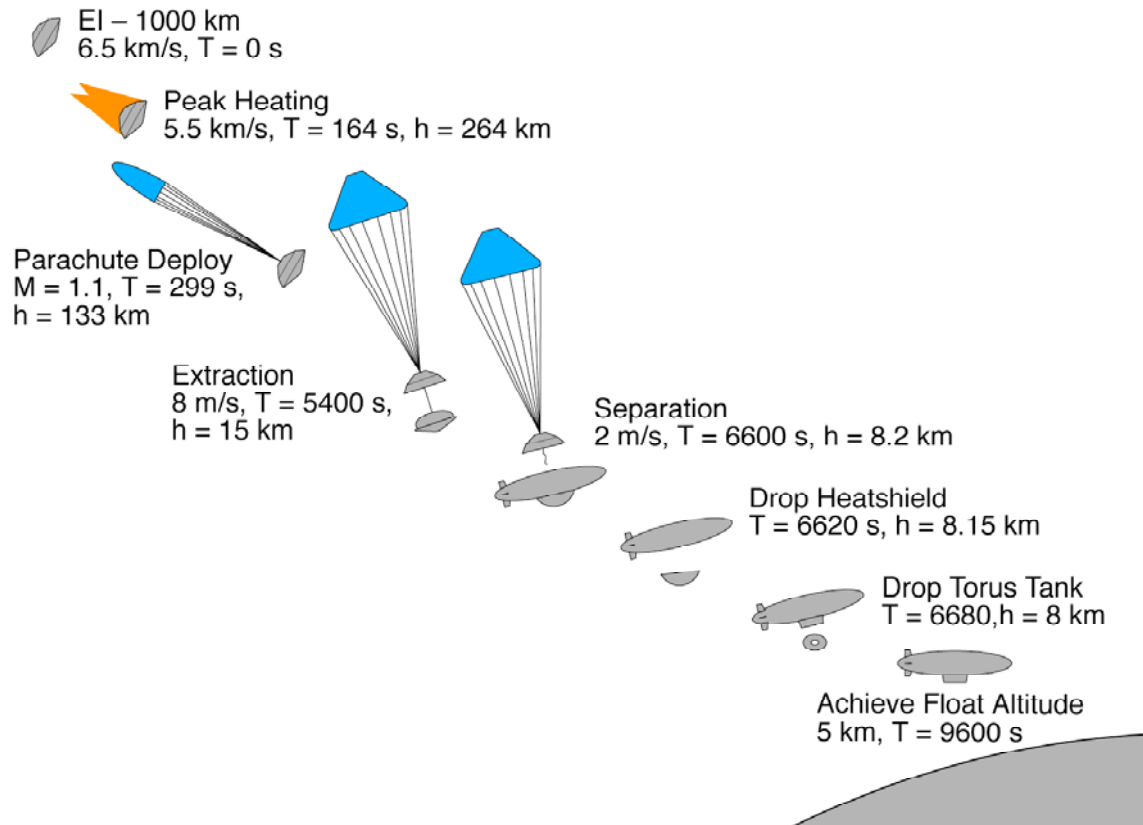 EI – 1000 km
6.5 km/s, T = 0 s
Peak Heating
5.5 km/s, T = 164 s, h = 264 km
Parachute Deploy
M = 1.1, T = 299 s,
h = 133 km
Extraction
8 m/s, T = 5400 s,
h = 15 km
Separation
2 m/s, T = 6600 s, h = 8.2 km
Drop Heatshield
T = 6620 s, h = 8.15 km
Drop Torus Tank
T = 6680,h = 8 km
Achieve Float Altitude
5 km, T = 9600 s